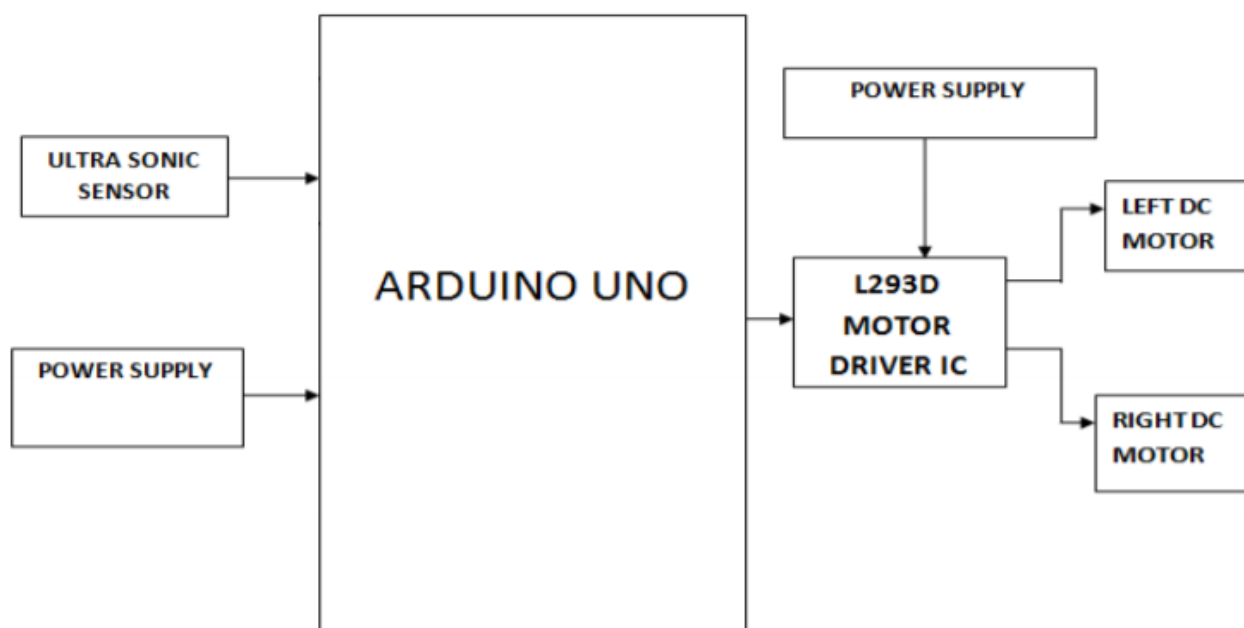 ULTRA SONIC
SENSOR
POWER SUPPLY
ARDUINO UNO
POWER SUPPLY
L293D
MOTOR
DRIVER IC
LEFT DC
MOTOR
RIGHT DC
MOTOR